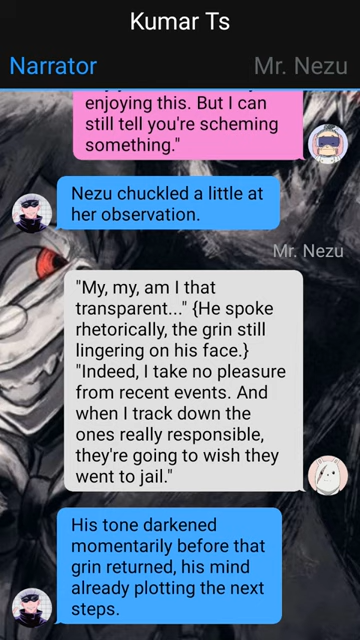 Kumar Ts
Narrator
Mr. Nezu
enjoying this. But I can
still tell you're scheming
something."
Nezu chuckled a little at
her observation.
Mr. Nezu
"My, my, am I that
transparent..." {He spoke
rhetorically, the grin still
lingering on his face.}
"Indeed, I take no pleasure
from recent events. And
when I track down the
ones really responsible,
they're going to wish they
went to jail."
His tone darkened
momentarily before that
grin returned, his mind
already plotting the next
steps.